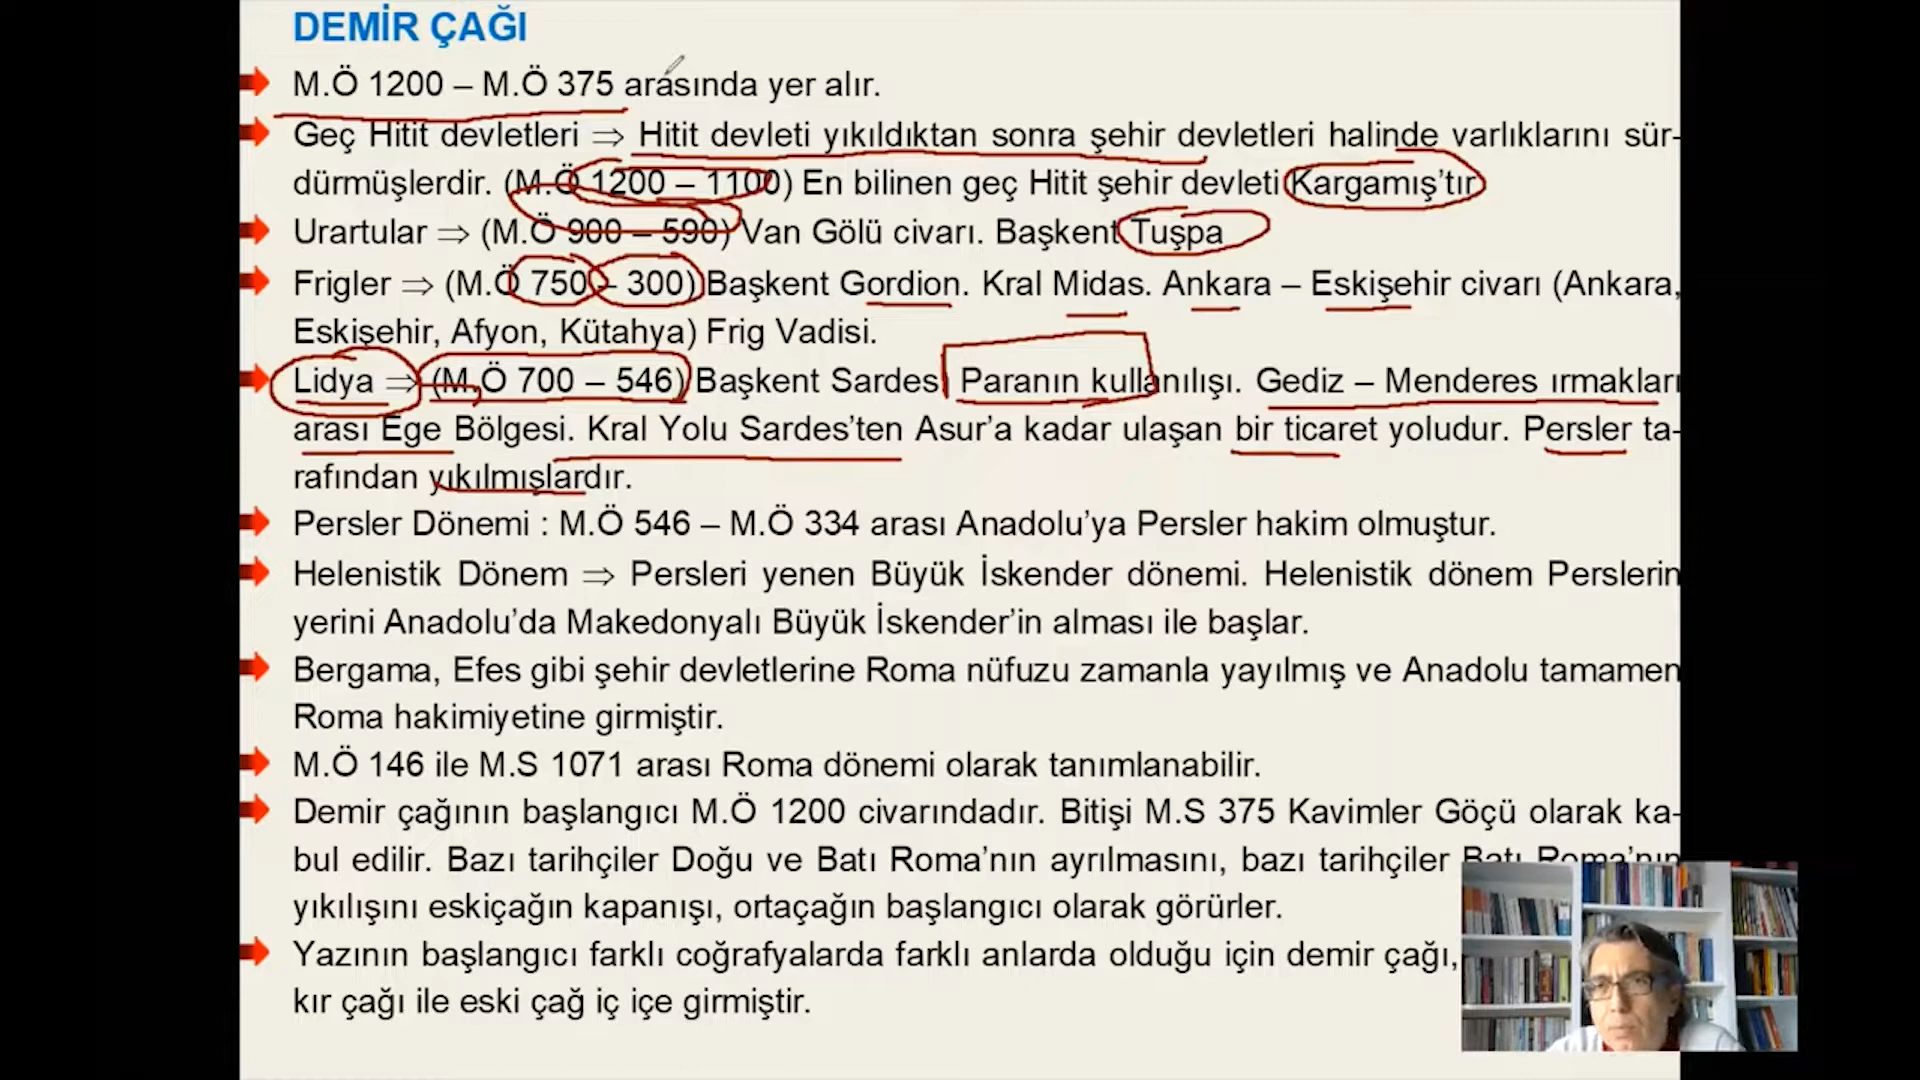 DEMİR ÇAĞI
M.Ö 1200 – M.Ö 375 arasında yer alır.
Geç Hitit devletleri ⇒ Hitit devleti yıkıldıktan sonra şehir devletleri halinde varlıklarını sür-
dürmüşlerdir. (M.Ö 1200 – 1100) En bilinen geç Hitit şehir devleti Kargamış’tır
Urartular ⇒ (M.Ö 900 – 590) Van Gölü civarı. Başkent Tuşpa
Frigler ⇒ (M.Ö 750 – 300) Başkent Gordion. Kral Midas. Ankara – Eskişehir civarı (Ankara,
Eskişehir, Afyon, Kütahya) Frig Vadisi.
Lidya ⇒ (M.Ö 700 – 546) Başkent Sardes Paranın kullanılışı. Gediz – Menderes ırmakları
arası Ege Bölgesi. Kral Yolu Sardes’ten Asur’a kadar ulaşan bir ticaret yoludur. Persler ta-
rafından yıkılmışlardır.
Persler Dönemi : M.Ö 546 – M.Ö 334 arası Anadolu’ya Persler hakim olmuştur.
Helenistik Dönem ⇒ Persleri yenen Büyük İskender dönemi. Helenistik dönem Perslerin
yerini Anadolu’da Makedonyalı Büyük İskender’in alması ile başlar.
Bergama, Efes gibi şehir devletlerine Roma nüfuzu zamanla yayılmış ve Anadolu tamamen
Roma hakimiyetine girmiştir.
M.Ö 146 ile M.S 1071 arası Roma dönemi olarak tanımlanabilir.
Demir çağının başlangıcı M.Ö 1200 civarındadır. Bitişi M.S 375 Kavimler Göçü olarak ka-
bul edilir. Bazı tarihçiler Doğu ve Batı Roma’nın ayrılmasını, bazı tarihçiler Batı Roma’nın
yıkılışını eskiçağın kapanışı, ortaçağın başlangıcı olarak görürler.
Yazının başlangıcı farklı coğrafyalarda farklı anlarda olduğu için demir çağı,
kır çağı ile eski çağ iç içe girmiştir.